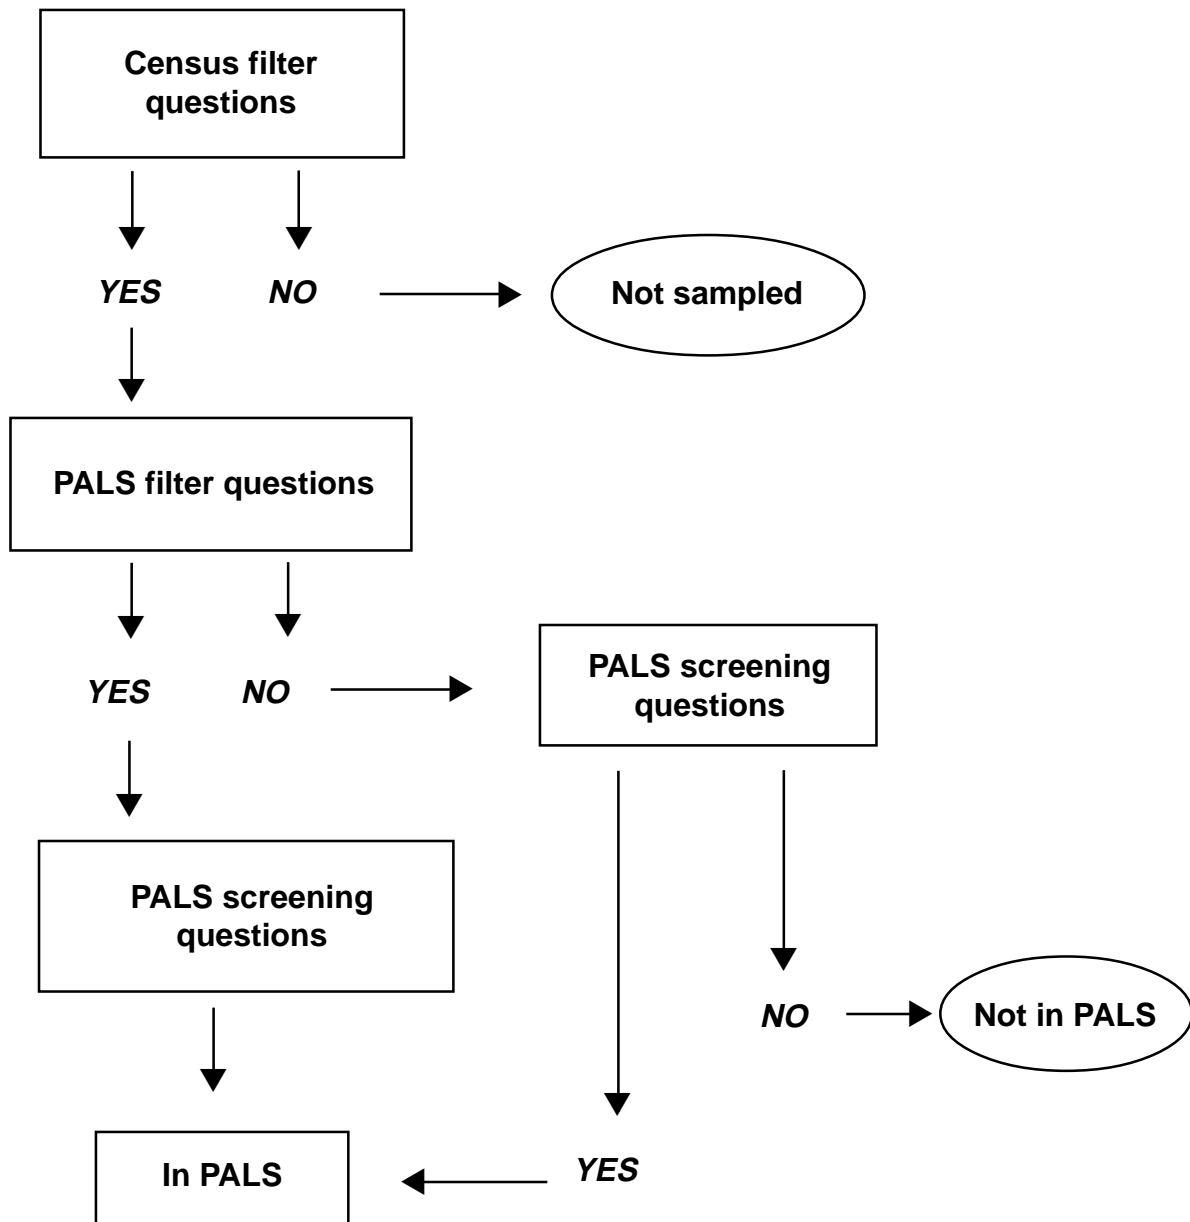 Census filter
questions
YES
NO
Not sampled
PALS filter questions
YES
NO
PALS screening
questions
PALS screening
questions
NO
Not in PALS
In PALS
YES